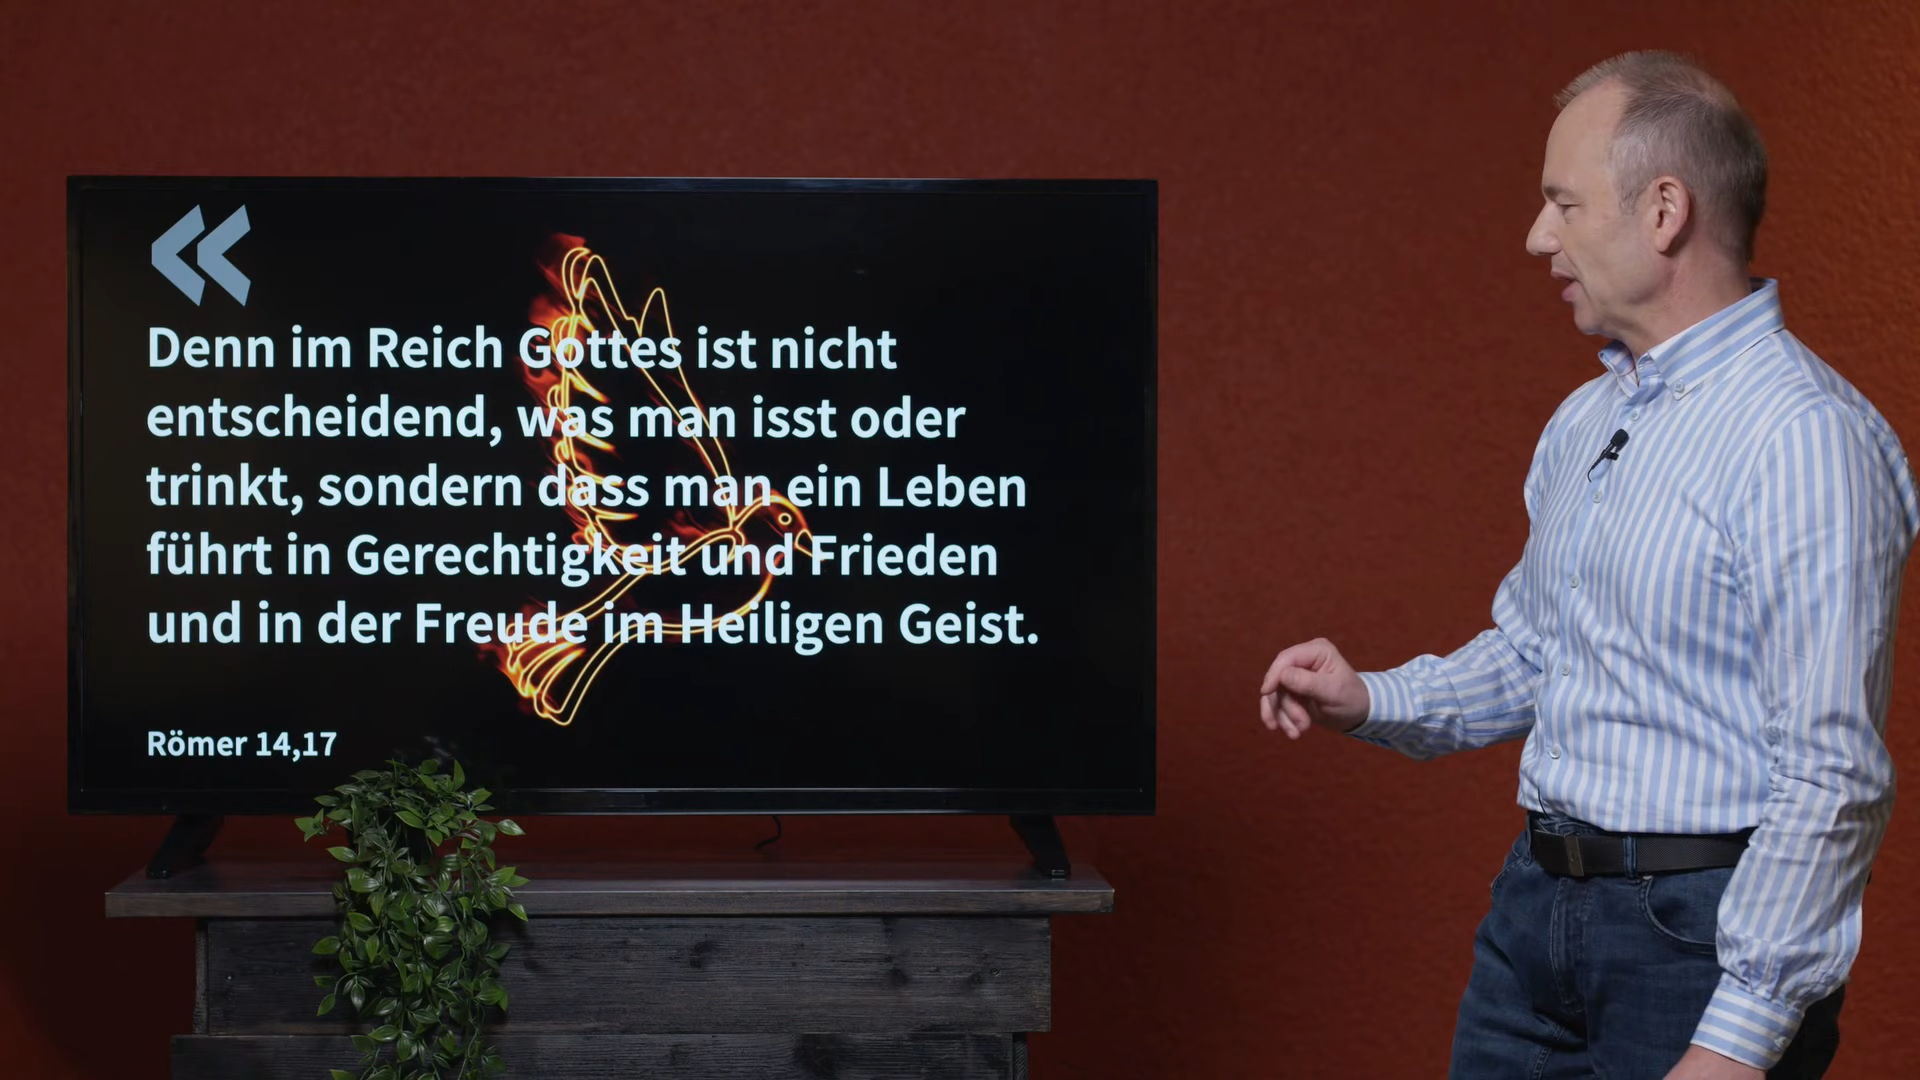 «
Denn im Reich Gottes ist nicht
entscheidend, was man isst oder
trinkt, sondern dass man ein Leben
führt in Gerechtigkeit und Frieden
und in der Freude im Heiligen Geist.
Römer 14,17